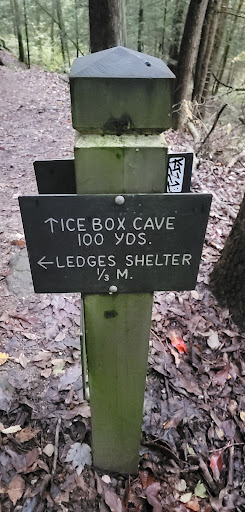 ↑ICE BOX CAVE
100 YDS.
←LEDGES SHELTER
⅓ M.